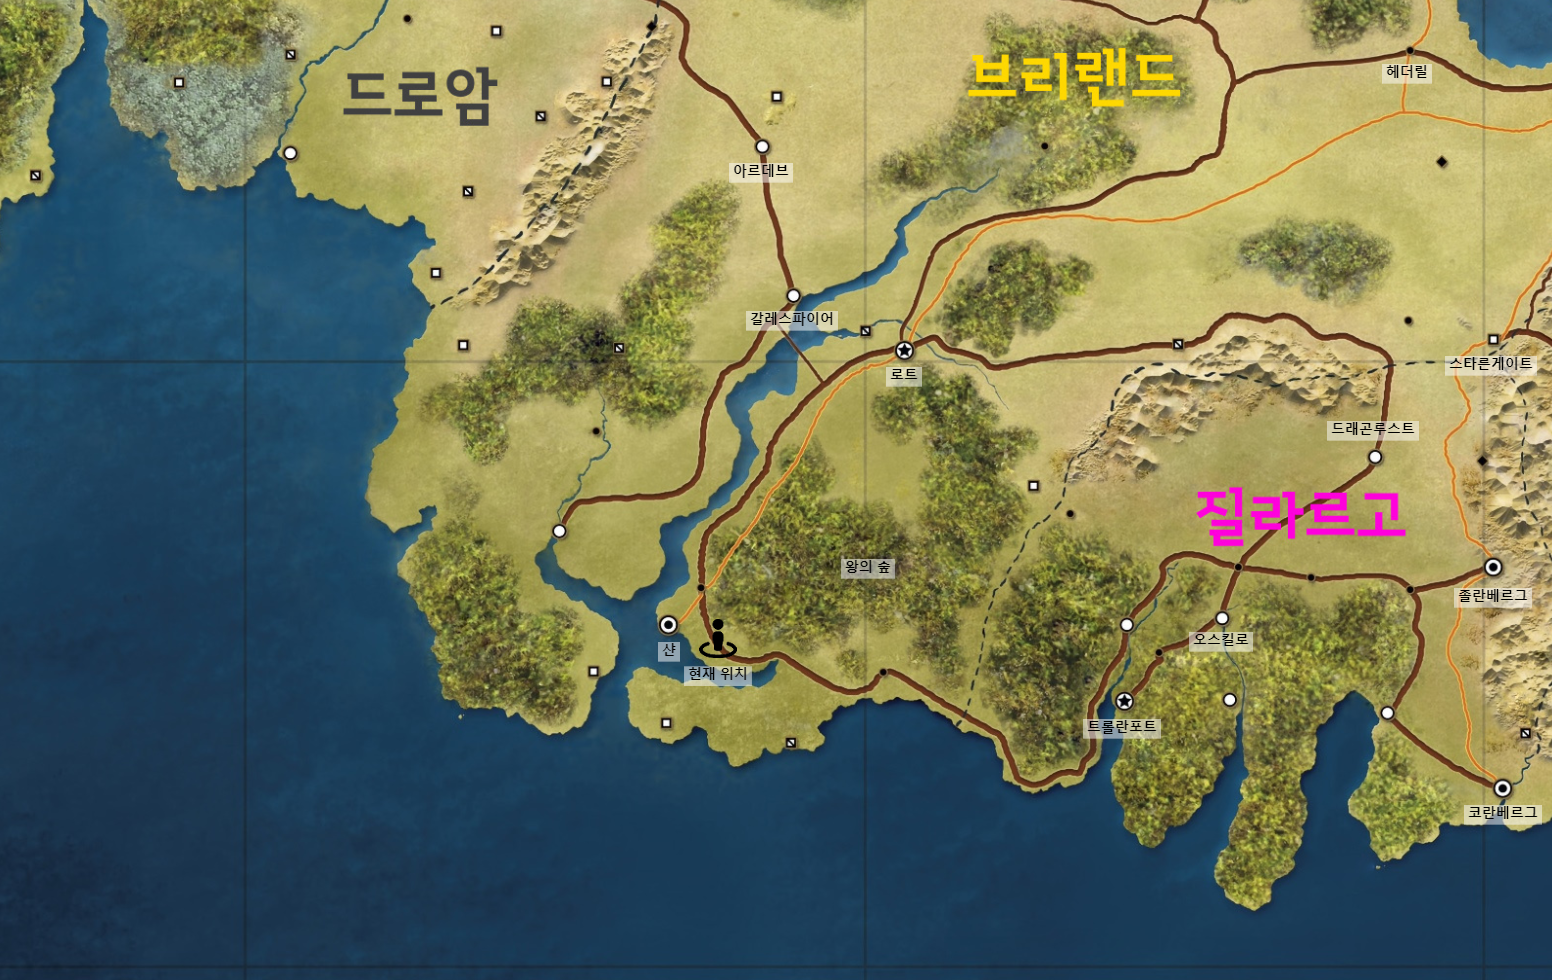 브리랜드
헤더릴
드로암
아르데브
갈레스파이어
스타른게이트
로트
드래곤루스트
질라르고
왕의 숲
졸란베르그
오스킬로
샨
현재 위치
트롤란포트
코란베르그